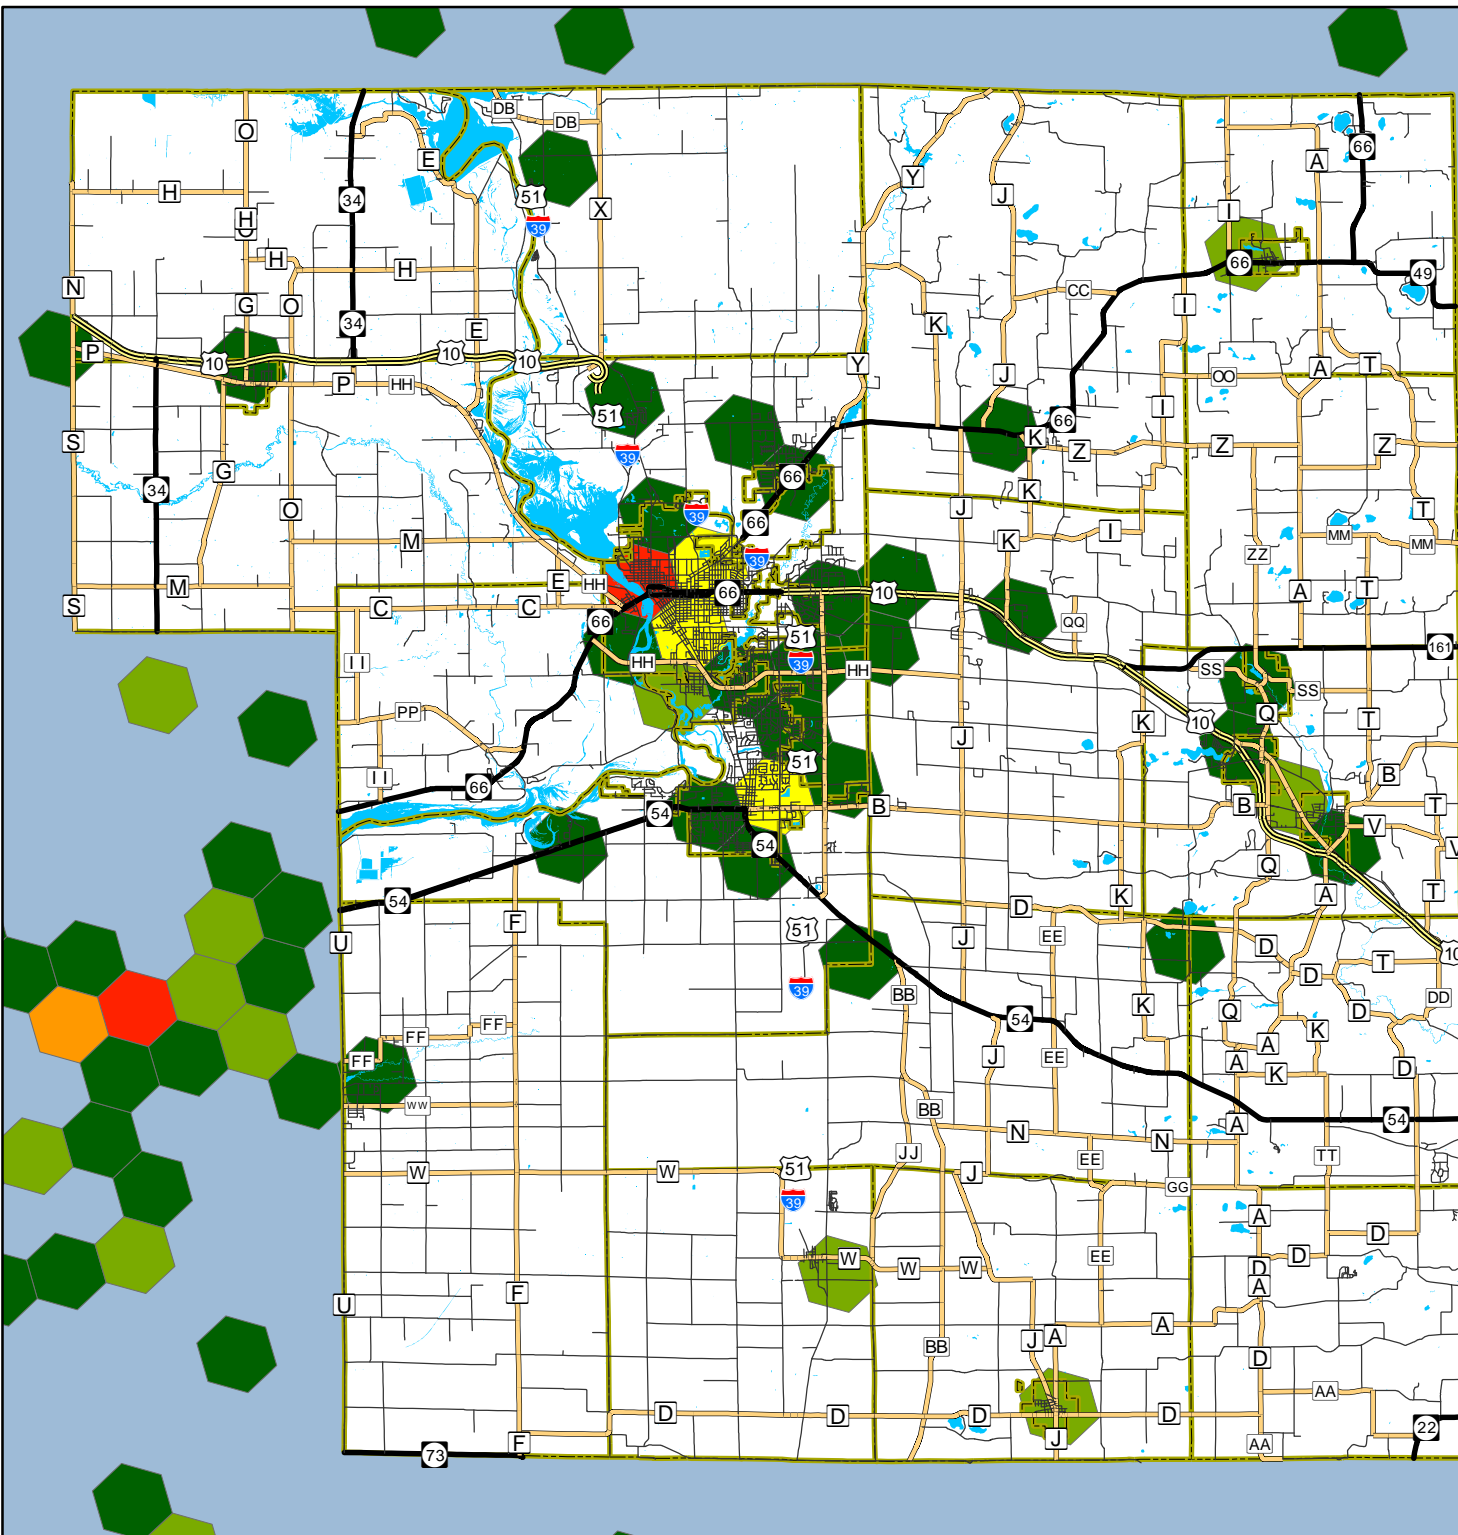 DB
DB
O
66
A
E
H
34
51
Y
J
X
I
39
H
H
H
66
49
N
G
O
CC
I
34
E
K
P
10
10
10
Y
A
T
P
HH
J
OO
51
I
66
S
K
Z
Z
Z
39
G
66
34
K
O
39
66
J
T
M
K
I
MM
MM
39
ZZ
M
E
HH
66
10
A
T
S
C
C
66
QQ
51
161
II
HH
39
HH
SS
SS
PP
K
10
Q
T
J
II
51
B
66
54
B
B
T
54
V
V
Q
54
K
A
T
F
D
U
51
J
EE
D
10
T
D
39
BB
DD
K
Q
D
54
FF
FF
K
A
FF
J
EE
A
K
D
WW
BB
A
54
N
N
JJ
TT
W
W
51
J
EE
GG
39
A
D
W
EE
D
W
W
D
A
F
U
A
J
A
BB
D
AA
D
D
D
D
22
J
F
AA
73